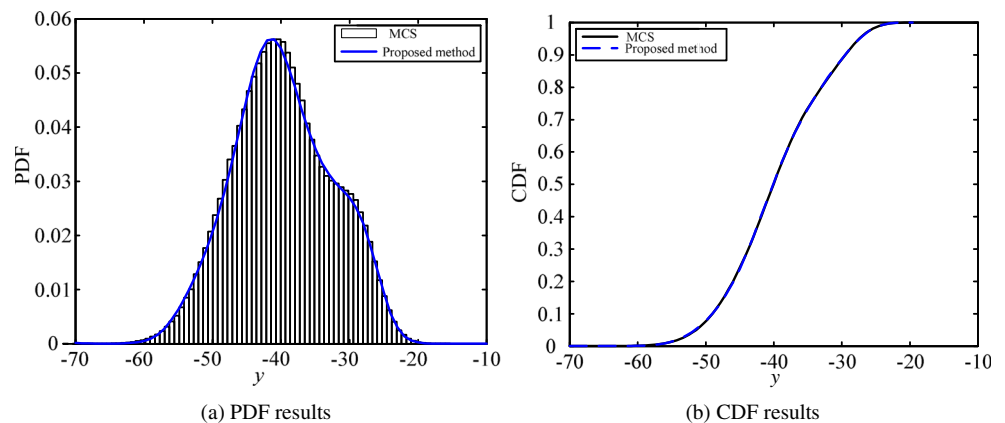 0.06
0.05
0.04
0.03
0.02
0.01
0
PDF
MCS
Proposed method
-70 -60 -50 -40 -30 -20 -10
y
(a) PDF results
1
0.9
0.8
0.7
0.6
0.5
0.4
0.3
0.2
0.1
0
CDF
MCS
Proposed method
-70 -60 -50 -40 -30 -20 -10
y
(b) CDF results